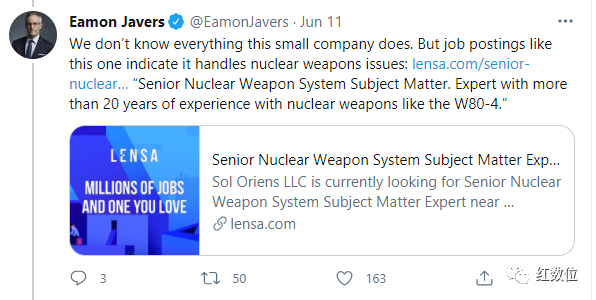 Eamon Javers @EamonJavers · Jun 11
We don't know everything this small company does. But job postings like
this one indicate it handles nuclear weapons issues: lensa.com/senior-
nuclear... “Senior Nuclear Weapon System Subject Matter. Expert with more
than 20 years of experience with nuclear weapons like the W80-4.”
LENSA
MILLIONS OF JOBS
AND ONE YOU LOVE
Senior Nuclear Weapon System Subject Matter Exp...
Sol Oriens LLC is currently looking for Senior Nuclear
Weapon System Subject Matter Expert near ...
lensa.com
3 50 163
红数位